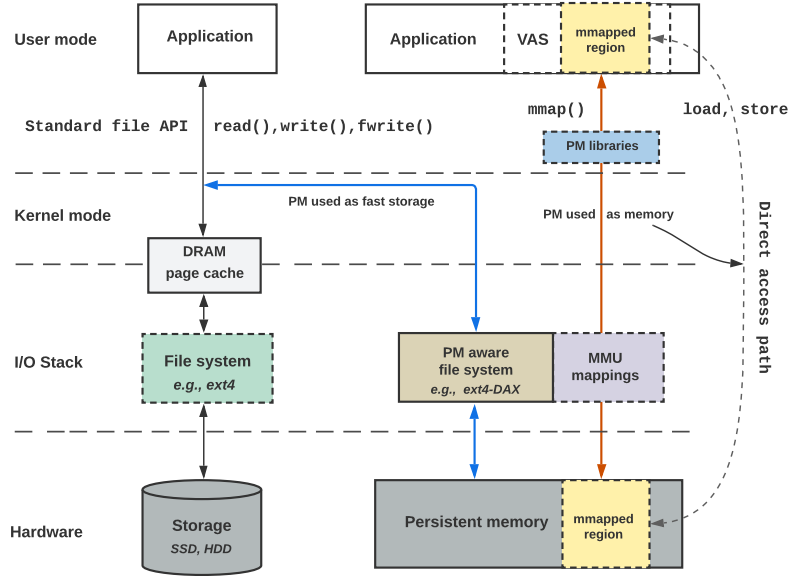 User mode
Application
Application
VAS
mmapped
region
Standard file API
read(),write(),fwrite()
mmap()
load, store
PM libraries
Kernel mode
PM used as fast storage
PM used as memory
Direct access path
DRAM
page cache
I/O Stack
File system
e.g., ext4
PM aware
file system
e.g., ext4-DAX
MMU
mappings
Hardware
Storage
SSD, HDD
Persistent memory
mmapped
region